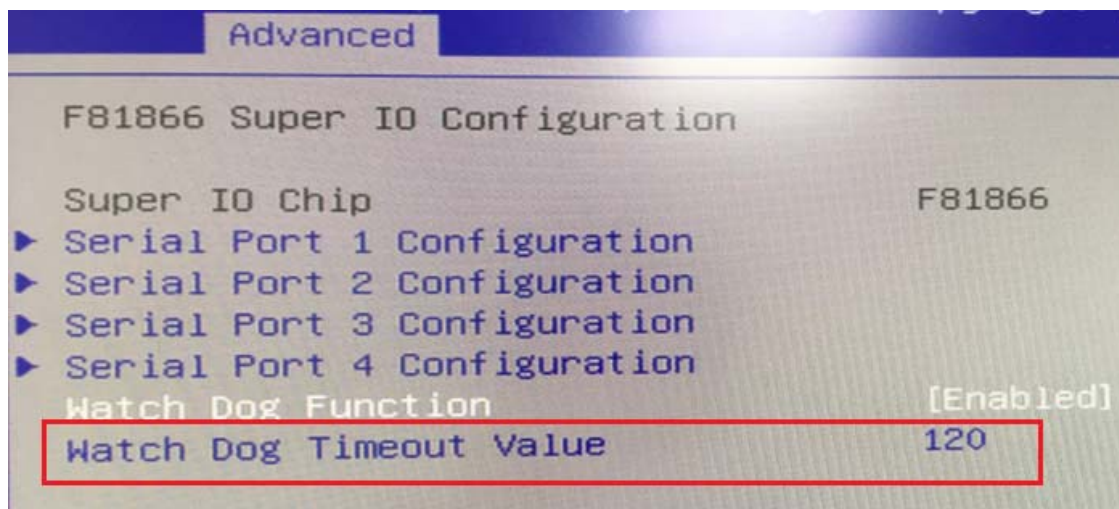 Advanced
F81866 Super IO Configuration
Super IO Chip F81866
Serial Port 1 Configuration
Serial Port 2 Configuration
Serial Port 3 Configuration
Serial Port 4 Configuration
Watch Dog Function [Enabled]
Watch Dog Timeout Value 120